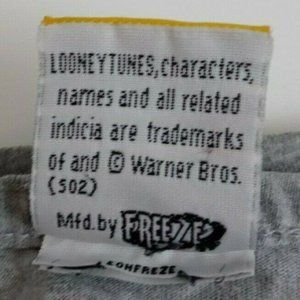 LOONEYTUNES, characters,
names and all related
indicia are trademarks
of and © Warner Bros.
(s02)
Mfd. by FREEZE